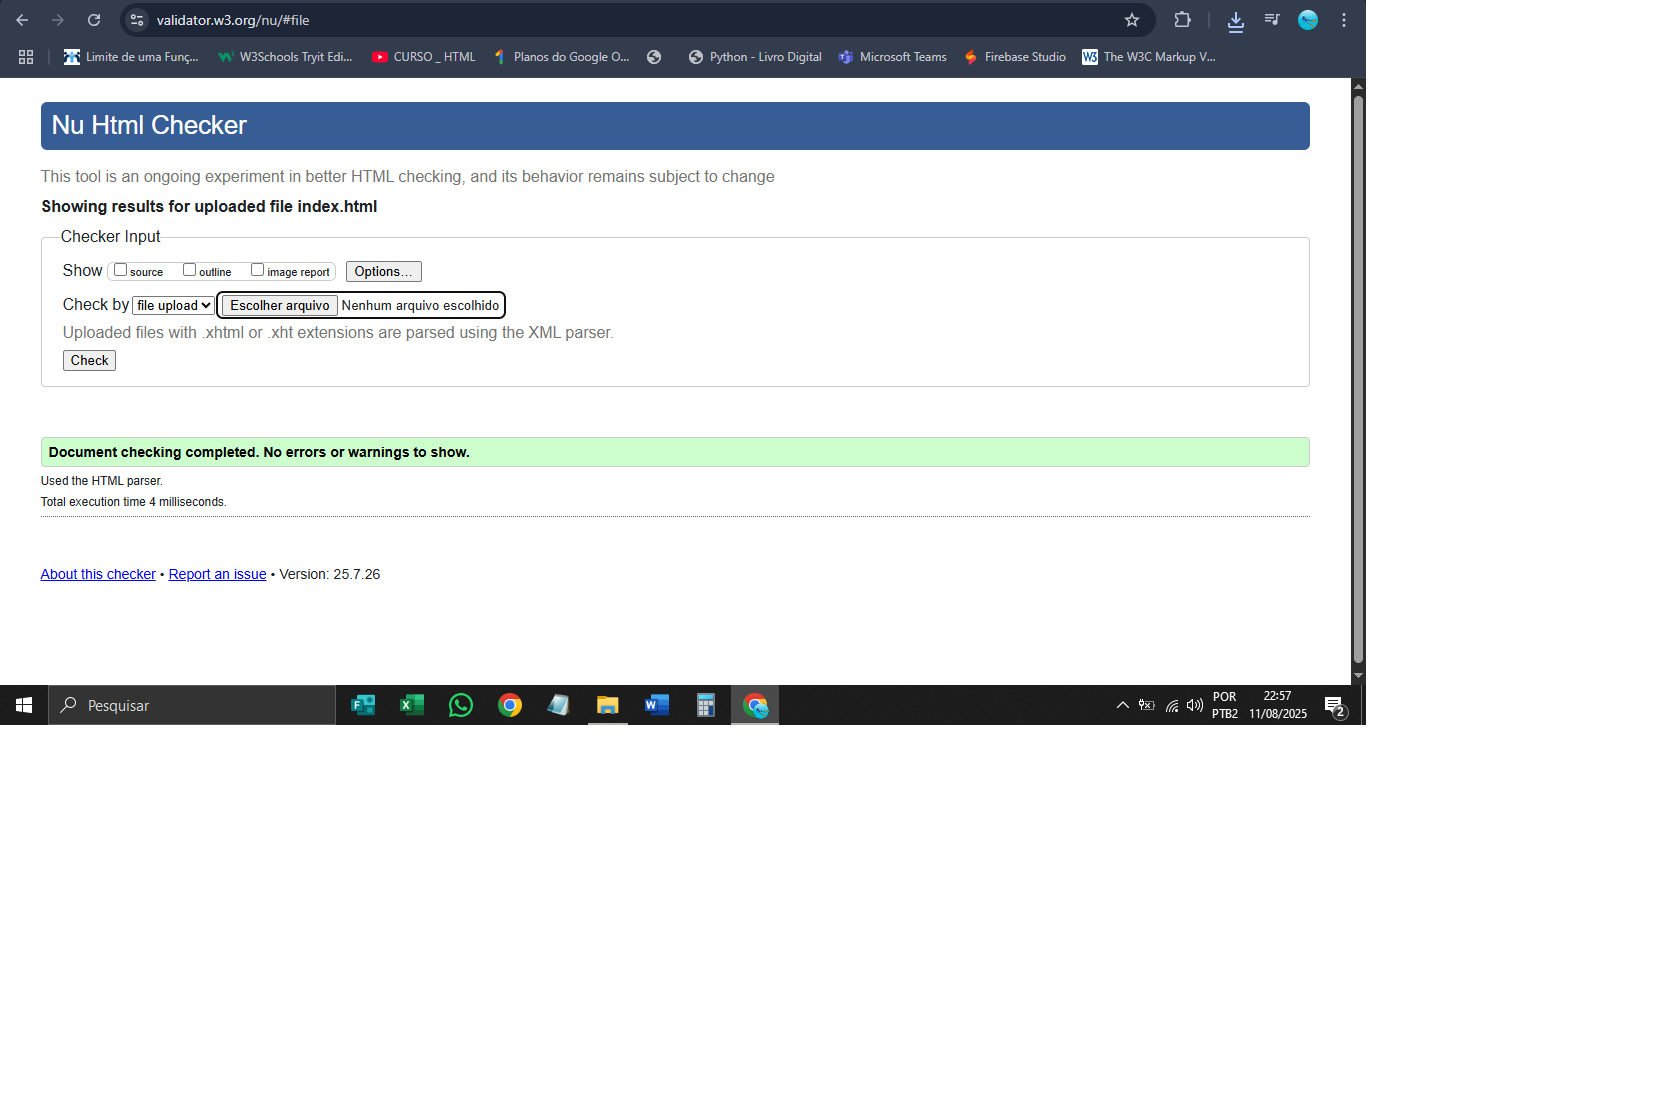 validator.w3.org/nu/#file
Limite de uma Funç... W3Schools Tryit Edi... CURSO _ HTML Planos do Google O... Python - Livro Digital Microsoft Teams Firebase Studio W3 The W3C Markup V...
Nu Html Checker
This tool is an ongoing experiment in better HTML checking, and its behavior remains subject to change
Showing results for uploaded file index.html
Checker Input
Show source outline image report Options...
Check by file upload Escolher arquivo Nenhum arquivo escolhido
Uploaded files with .xhtml or .xht extensions are parsed using the XML parser.
Check
Document checking completed. No errors or warnings to show.
Used the HTML parser.
Total execution time 4 milliseconds.
About this checker • Report an issue • Version: 25.7.26
Pesquisar
POR 22:57
PTB2 11/08/2025 2